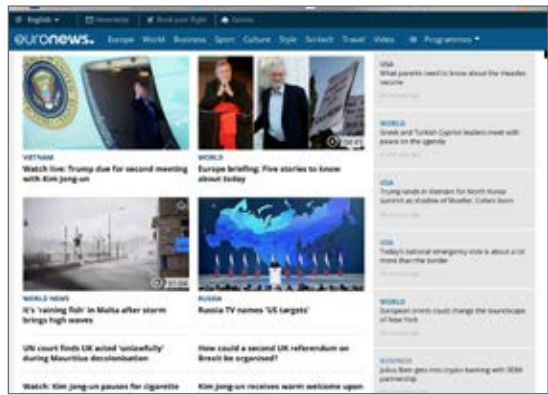 English
Newsletter
Book your flight
Games
euronews.
Europe World Business Sport Culture Style Sci-tech Travel Video Programmes
VIETNAM
Watch live: Trump due for second meeting
with Kim Jong-un
04:45
WORLD
Europe briefing: Five stories to know
about today
01:04
WORLD NEWS
It's 'raining fish' in Malta after storm
brings high waves
RUSSIA
Russia TV names 'US targets'
UN court finds UK acted 'unlawfully'
during Mauritius decolonisation
How could a second UK referendum on
Brexit be organised?
Watch: Kim Jong-un pauses for cigarette
Kim Jong-un receives warm welcome upon
USA
What parents need to know about the measles
vaccine
WORLD
Greek and Turkish Cypriot leaders meet with
peace on the agenda
USA
Trump lands in Vietnam for North Korea
summit as shadow of Mueller, Cohen loom
USA
Today's national emergency vote is about a lot
more than the border
WORLD
European crows could change the soundscape
of New York
BUSINESS
Julius Baer gets into crypto banking with SEBA
partnership